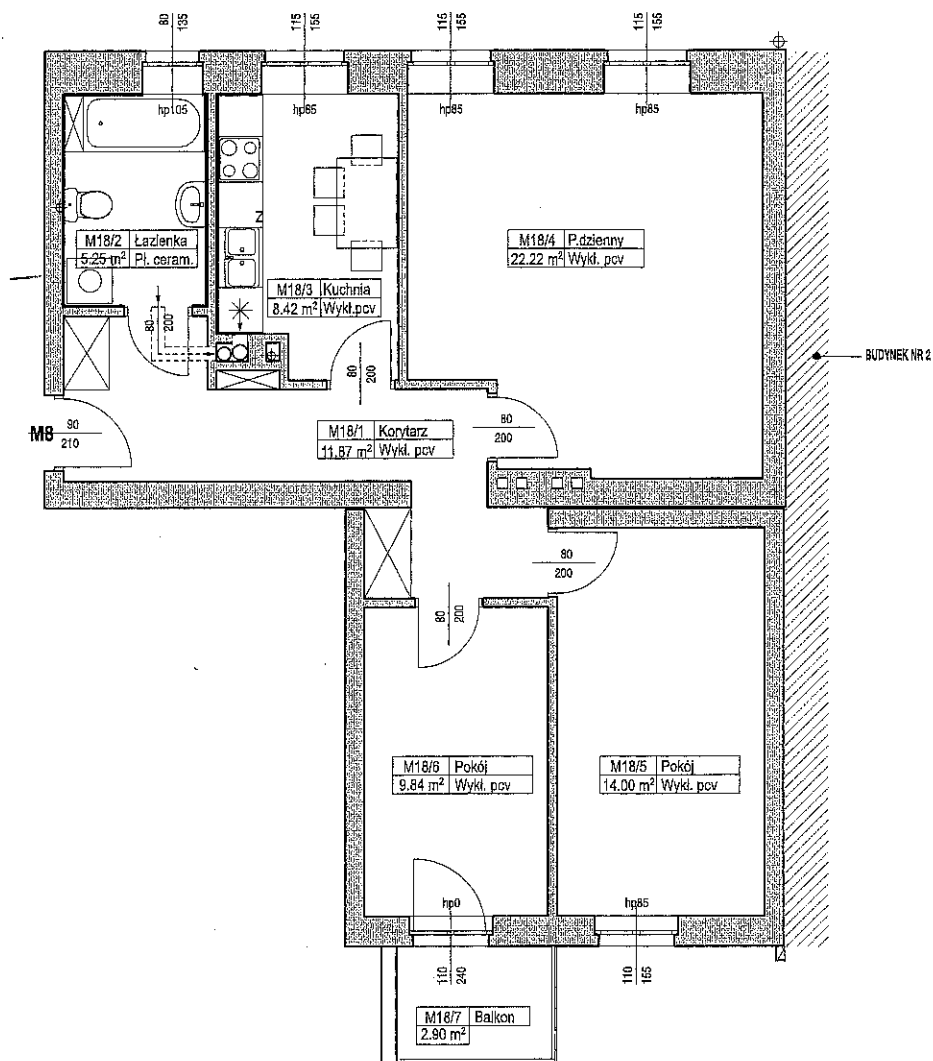 80
135
115
155
115
155
115
155
hp105
hp85
hp85
hp85
Z
M18/2 Łazienka
5.25 m² Pł. ceram.
M18/3 Kuchnia
8.42 m² Wykł.pcv
M18/4 P.dzienny
22.22 m² Wykł. pcv
BUDYNEK NR 2
80
200
80
200
M8
90
210
M18/1 Korytarz
11.87 m² Wykł. pcv
80
200
80
200
80
200
M18/6 Pokój
9.84 m² Wykł. pcv
M18/5 Pokój
14.00 m² Wykł. pcv
hp0
hp85
110
240
110
155
M18/7 Balkon
2.90 m²